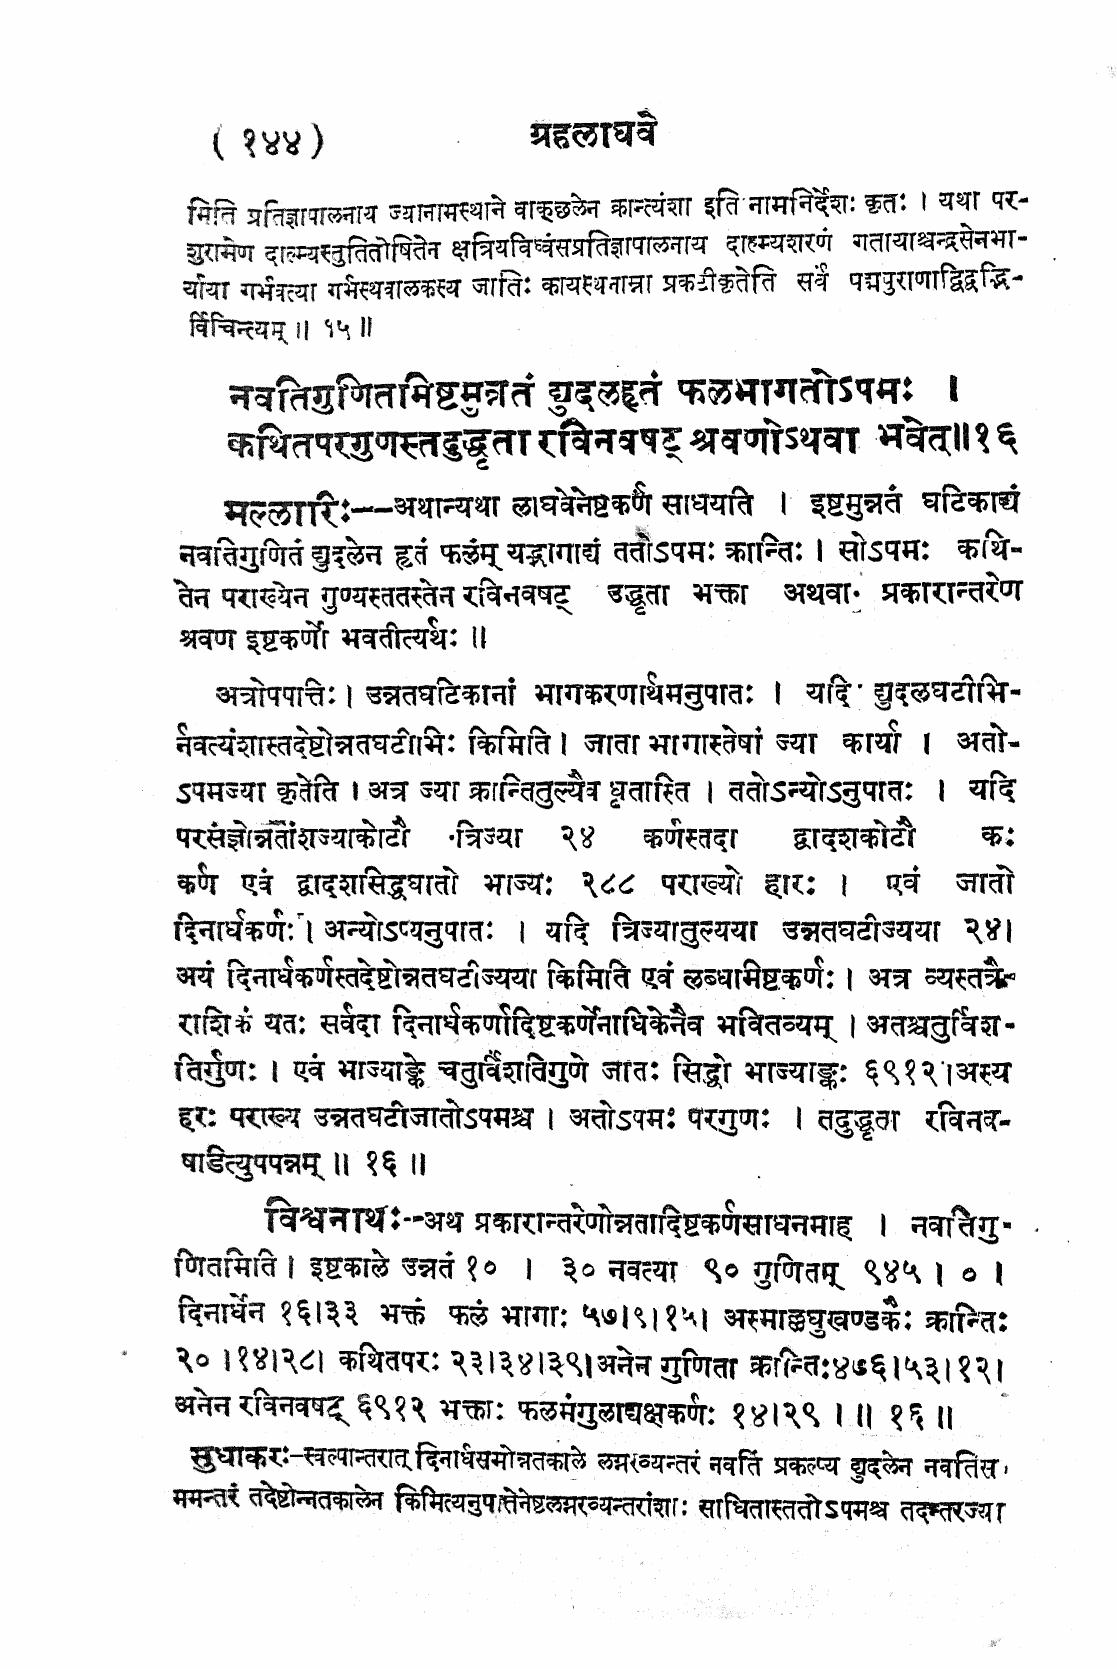 ( १४४ ) ग्रहलाघवे
मिति प्रतिज्ञापालनाय ज्यानामस्थाने वाक्छलेन क्रान्त्यंशा इति नामनिर्देशः कृतः । यथा पर-
शुरामेण दाल्भ्यस्तुतितोषितेन क्षत्रियविध्वंसप्रतिज्ञापालनाय दाल्भ्यशरणं गतायाश्चन्द्रसेनभा-
र्याया गर्भवत्या गर्भस्थबालकस्य जातिः कायस्थनाम्ना प्रकटीकृतेति सर्वं पद्मपुराणाद्विद्वद्भि-
र्विचिन्त्यम् ॥ १५ ॥
नवतिगुणितमिष्टमुन्नतं द्युदलहृतं फलभागतोऽपमः ।
कथितपरगुणस्तदुद्धृता रविनवषट् श्रवणोऽथवा भवेत्॥१६
मल्लारिः--अथान्यथा लाघवेनेष्टकर्णं साधयति । इष्टमुन्नतं घटिकाद्यं
नवतिगुणितं द्युदलेन हृतं फलंम् यद्भागाद्यं ततोऽपमः क्रान्तिः । सोऽपमः कथि-
तेन पराख्येन गुण्यस्ततस्तेन रविनवषट् उद्धृता भक्ता अथवा प्रकारान्तरेण
श्रवण इष्टकर्णो भवतीत्यर्थः ॥
अत्रोपपत्तिः । उन्नतघटिकानां भागकरणार्थमनुपातः । यदि द्युदलघटीभि-
र्नवत्यंशास्तदेष्टोन्नतघटीभिः किमिति । जाता भागास्तेषां ज्या कार्या । अतो-
ऽपमज्या कृतेति । अत्र ज्या क्रान्तितुल्यैव धृतास्ति । ततोऽन्योऽनुपातः । यदि
परसंज्ञोन्नतांशज्याकोटौ त्रिज्या २४ कर्णस्तदा द्वादशकोटौ कः
कर्ण एवं द्वादशसिद्धघातो भाज्यः २८८ पराख्यो हारः । एवं जातो
दिनार्धकर्णः । अन्योऽप्यनुपातः । यदि त्रिज्यातुल्यया उन्नतघटीज्यया २४।
अयं दिनार्धकर्णस्तदेष्टोन्नतघटीज्यया किमिति एवं लब्धामिष्टकर्णः । अत्र व्यस्तत्रै-
राशिकं यतः सर्वदा दिनार्धकर्णादिष्टकर्णेनाधिकेनैव भवितव्यम् । अतश्चतुर्विंश-
तिर्गुणः । एवं भाज्याङ्के चतुर्विंशतिगुणे जातः सिद्धो भाज्याङ्कः ६९१२ ।अस्य
हरः पराख्य उन्नतघटीजातोऽपमश्च । अतोऽपमः परगुणः । तदुद्धृता रविनव-
षाडित्युपपन्नम् ॥ १६ ॥
विश्वनाथः--अथ प्रकारान्तरेणोन्नतादिष्टकर्णसाधनमाह । नवतिगु-
णितमिति । इष्टकाले उन्नतं १० । ३० नवत्या ९० गुणितम् ९४५ । ० ।
दिनार्धेन १६।३३ भक्तं फलं भागाः ५७।९।१५। अस्माल्लघुखण्डकैः क्रान्तिः
२० ।१४।२८। कथितपरः २३।३४।३९।अनेन गुणिता क्रान्तिः४७६।५३।१२।
अनेन रविनवषट् ६९१२ भक्ताः फलमंगुलाद्यक्षकर्णः १४।२९ । ॥ १६ ॥
सुधाकरः–स्वल्पान्तरात् दिनार्धसमोन्नतकाले लग्नरव्यन्तरं नवतिं प्रकल्प्य द्युदलेन नवतिस
ममन्तरं तदेष्टोन्नतकालेन किमित्यनुपातेनेष्टलग्नरव्यन्तरांशाः साधितास्ततोऽपमश्च तदन्तरज्या